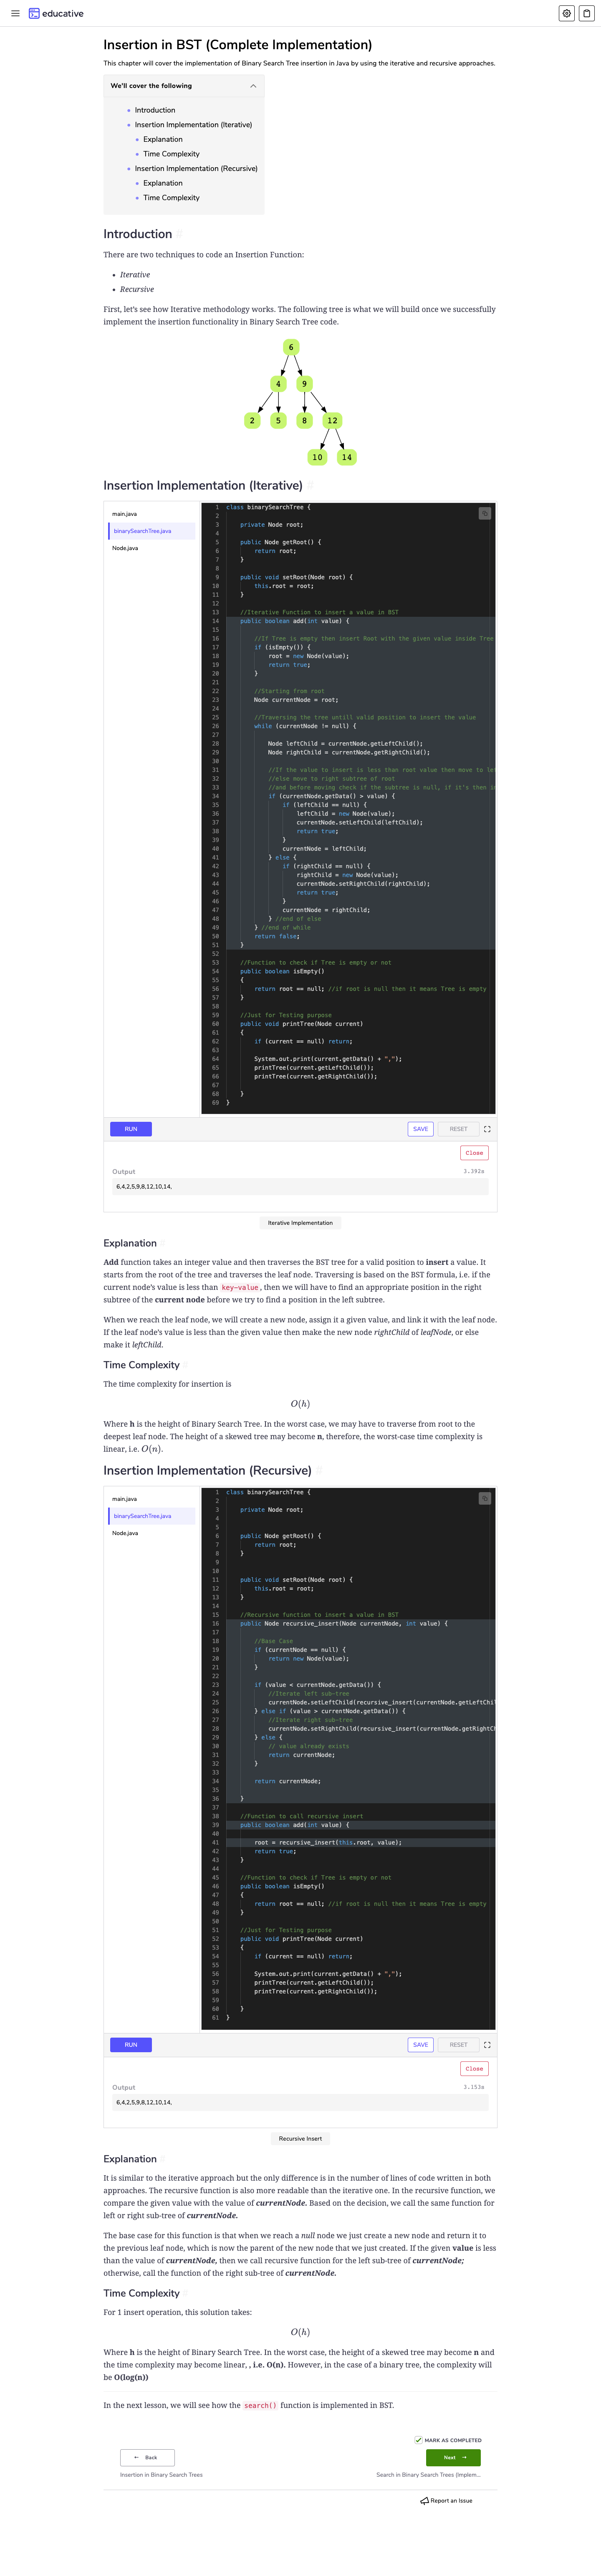 educative
Insertion in BST (Complete Implementation)
This chapter will cover the implementation of Binary Search Tree insertion in Java by using the iterative and recursive approaches.
We'll cover the following
Introduction
Insertion Implementation (Iterative)
Explanation
Time Complexity
Insertion Implementation (Recursive)
Explanation
Time Complexity
Introduction
There are two techniques to code an Insertion Function:
Iterative
Recursive
First, let's see how Iterative methodology works. The following tree is what we will build once we successfully
implement the insertion functionality in Binary Search Tree code.
6
4 9
2 5 8 12
10 14
Insertion Implementation (Iterative)
main.java
binarySearchTree.java
Node.java
1 class binarySearchTree {
2
3 private Node root;
4
5 public Node getRoot() {
6 return root;
7 }
8
9 public void setRoot(Node root) {
10 this.root = root;
11 }
12
13 //Iterative Function to insert a value in BST
14 public boolean add(int value) {
15
16 //If Tree is empty then insert Root with the given value inside Tree
17 if (isEmpty()) {
18 root = new Node(value);
19 return true;
20 }
21
22 //Starting from root
23 Node currentNode = root;
24
25 //Traversing the tree untill valid position to insert the value
26 while (currentNode != null) {
27
28 Node leftChild = currentNode.getLeftChild();
29 Node rightChild = currentNode.getRightChild();
30
31 //If the value to insert is less than root value then move to le
32 //else move to right subtree of root
33 //and before moving check if the subtree is null, if it's then i
34 if (currentNode.getData() > value) {
35 if (leftChild == null) {
36 leftChild = new Node(value);
37 currentNode.setLeftChild(leftChild);
38 return true;
39 }
40 currentNode = leftChild;
41 } else {
42 if (rightChild == null) {
43 rightChild = new Node(value);
44 currentNode.setRightChild(rightChild);
45 return true;
46 }
47 currentNode = rightChild;
48 } //end of else
49 } //end of while
50 return false;
51 }
52
53 //Function to check if Tree is empty or not
54 public boolean isEmpty()
55 {
56 return root == null; //if root is null then it means Tree is empty
57 }
58
59 //Just for Testing purpose
60 public void printTree(Node current)
61 {
62 if (current == null) return;
63
64 System.out.print(current.getData() + ",");
65 printTree(current.getLeftChild());
66 printTree(current.getRightChild());
67
68 }
69 }
RUN SAVE RESET
Close
Output 3.392s
6,4,2,5,9,8,12,10,14,
Iterative Implementation
Explanation
Add function takes an integer value and then traverses the BST tree for a valid position to insert a value. It
starts from the root of the tree and traverses the leaf node. Traversing is based on the BST formula, i.e. if the
current node's value is less than key-value, then we will have to find an appropriate position in the right
subtree of the current node before we try to find a position in the left subtree.
When we reach the leaf node, we will create a new node, assign it a given value, and link it with the leaf node.
If the leaf node's value is less than the given value then make the new node rightChild of leafNode, or else
make it leftChild.
Time Complexity
The time complexity for insertion is
O(h)
Where h is the height of Binary Search Tree. In the worst case, we may have to traverse from root to the
deepest leaf node. The height of a skewed tree may become n, therefore, the worst-case time complexity is
linear, i.e. O(n).
Insertion Implementation (Recursive)
main.java
binarySearchTree.java
Node.java
1 class binarySearchTree {
2
3 private Node root;
4
5
6 public Node getRoot() {
7 return root;
8 }
9
10
11 public void setRoot(Node root) {
12 this.root = root;
13 }
14
15 //Recursive function to insert a value in BST
16 public Node recursive_insert(Node currentNode, int value) {
17
18 //Base Case
19 if (currentNode == null) {
20 return new Node(value);
21 }
22
23 if (value < currentNode.getData()) {
24 //Iterate left sub-tree
25 currentNode.setLeftChild(recursive_insert(currentNode.getLeftChil
26 } else if (value > currentNode.getData()) {
27 //Iterate right sub-tree
28 currentNode.setRightChild(recursive_insert(currentNode.getRightCh
29 } else {
30 // value already exists
31 return currentNode;
32 }
33
34 return currentNode;
35
36 }
37
38 //Function to call recursive insert
39 public boolean add(int value) {
40
41 root = recursive_insert(this.root, value);
42 return true;
43 }
44
45 //Function to check if Tree is empty or not
46 public boolean isEmpty()
47 {
48 return root == null; //if root is null then it means Tree is empty
49 }
50
51 //Just for Testing purpose
52 public void printTree(Node current)
53 {
54 if (current == null) return;
55
56 System.out.print(current.getData() + ",");
57 printTree(current.getLeftChild());
58 printTree(current.getRightChild());
59
60 }
61 }
RUN SAVE RESET
Close
Output 3.153s
6,4,2,5,9,8,12,10,14,
Recursive Insert
Explanation
It is similar to the iterative approach but the only difference is in the number of lines of code written in both
approaches. The recursive function is also more readable than the iterative one. In the recursive function, we
compare the given value with the value of currentNode. Based on the decision, we call the same function for
left or right sub-tree of currentNode.
The base case for this function is that when we reach a null node we just create a new node and return it to
the previous leaf node, which is now the parent of the new node that we just created. If the given value is less
than the value of currentNode, then we call recursive function for the left sub-tree of currentNode;
otherwise, call the function of the right sub-tree of currentNode.
Time Complexity
For 1 insert operation, this solution takes:
O(h)
Where h is the height of Binary Search Tree. In the worst case, the height of a skewed tree may become n and
the time complexity may become linear, , i.e. O(n). However, in the case of a binary tree, the complexity will
be O(log(n))
In the next lesson, we will see how the search() function is implemented in BST.
MARK AS COMPLETED
← Back Next →
Insertion in Binary Search Trees Search in Binary Search Trees (Implem...
Report an Issue